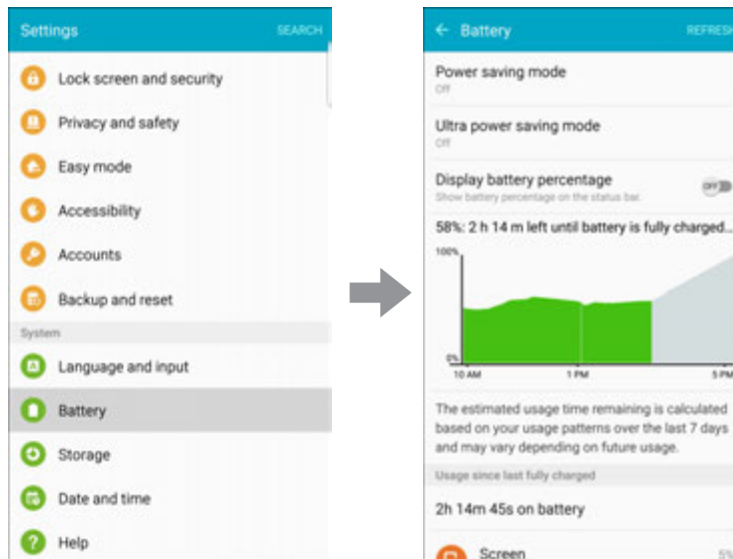 Settings
SEARCH
Lock screen and security
Privacy and safety
Easy mode
Accessibility
Accounts
Backup and reset
System
Language and input
Battery
Storage
Date and time
Help
Battery
REFRESH
Power saving mode
Off
Ultra power saving mode
Off
Display battery percentage
OFF
Show battery percentage on the status bar.
58%: 2 h 14 m left until battery is fully charged..
100%
0%
10 AM
1 PM
5 PM
The estimated usage time remaining is calculated
based on your usage patterns over the last 7 days
and may vary depending on future usage.
Usage since last fully charged
2h 14m 45s on battery
Screen
5%